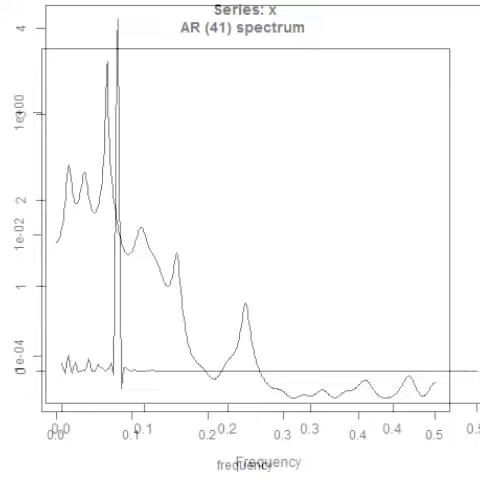 Series: x
AR (41) spectrum
4
1e+00
2
1e-02
1
1e-04
0
0.0 0.1 0.2 0.3 0.4 0.5
0.0 0.1 0.2 0.3 0.4 0.5
Frequency
frequency